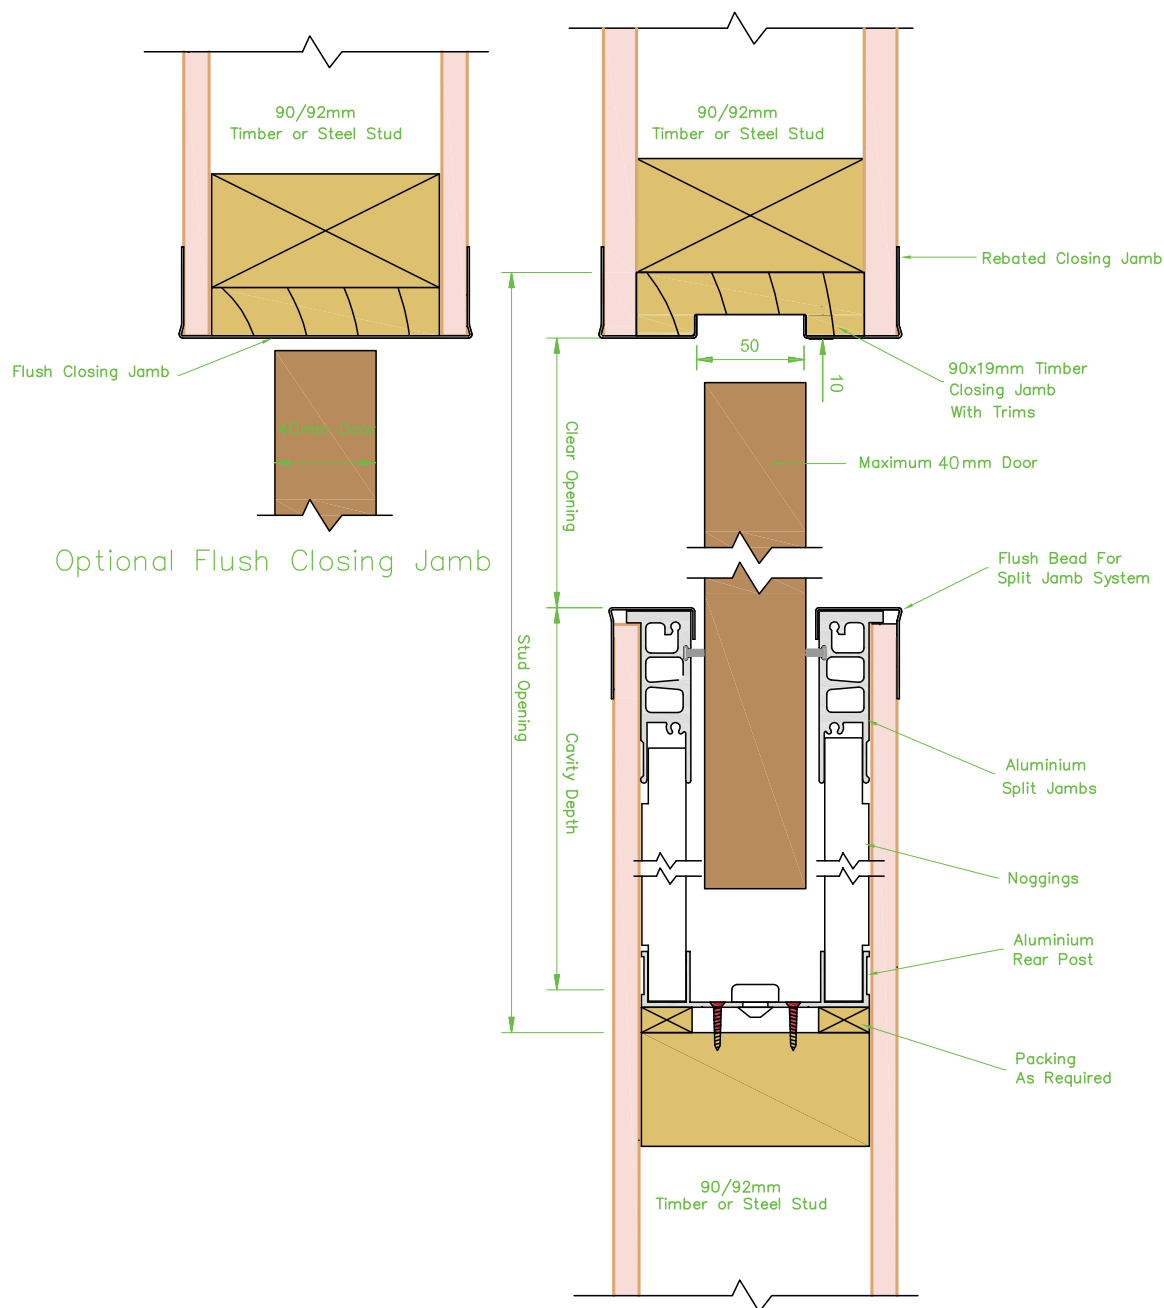 90/92mm
Timber or Steel Stud
90/92mm
Timber or Steel Stud
Rebated Closing Jamb
Flush Closing Jamb
50
10
90x19mm Timber
Closing Jamb
With Trims
40mm Door
Clear Opening
Maximum 40mm Door
Optional Flush Closing Jamb
Flush Bead For
Split Jamb System
Stud Opening
Cavity Depth
Aluminium
Split Jambs
Noggings
Aluminium
Rear Post
Packing
As Required
90/92mm
Timber or Steel Stud